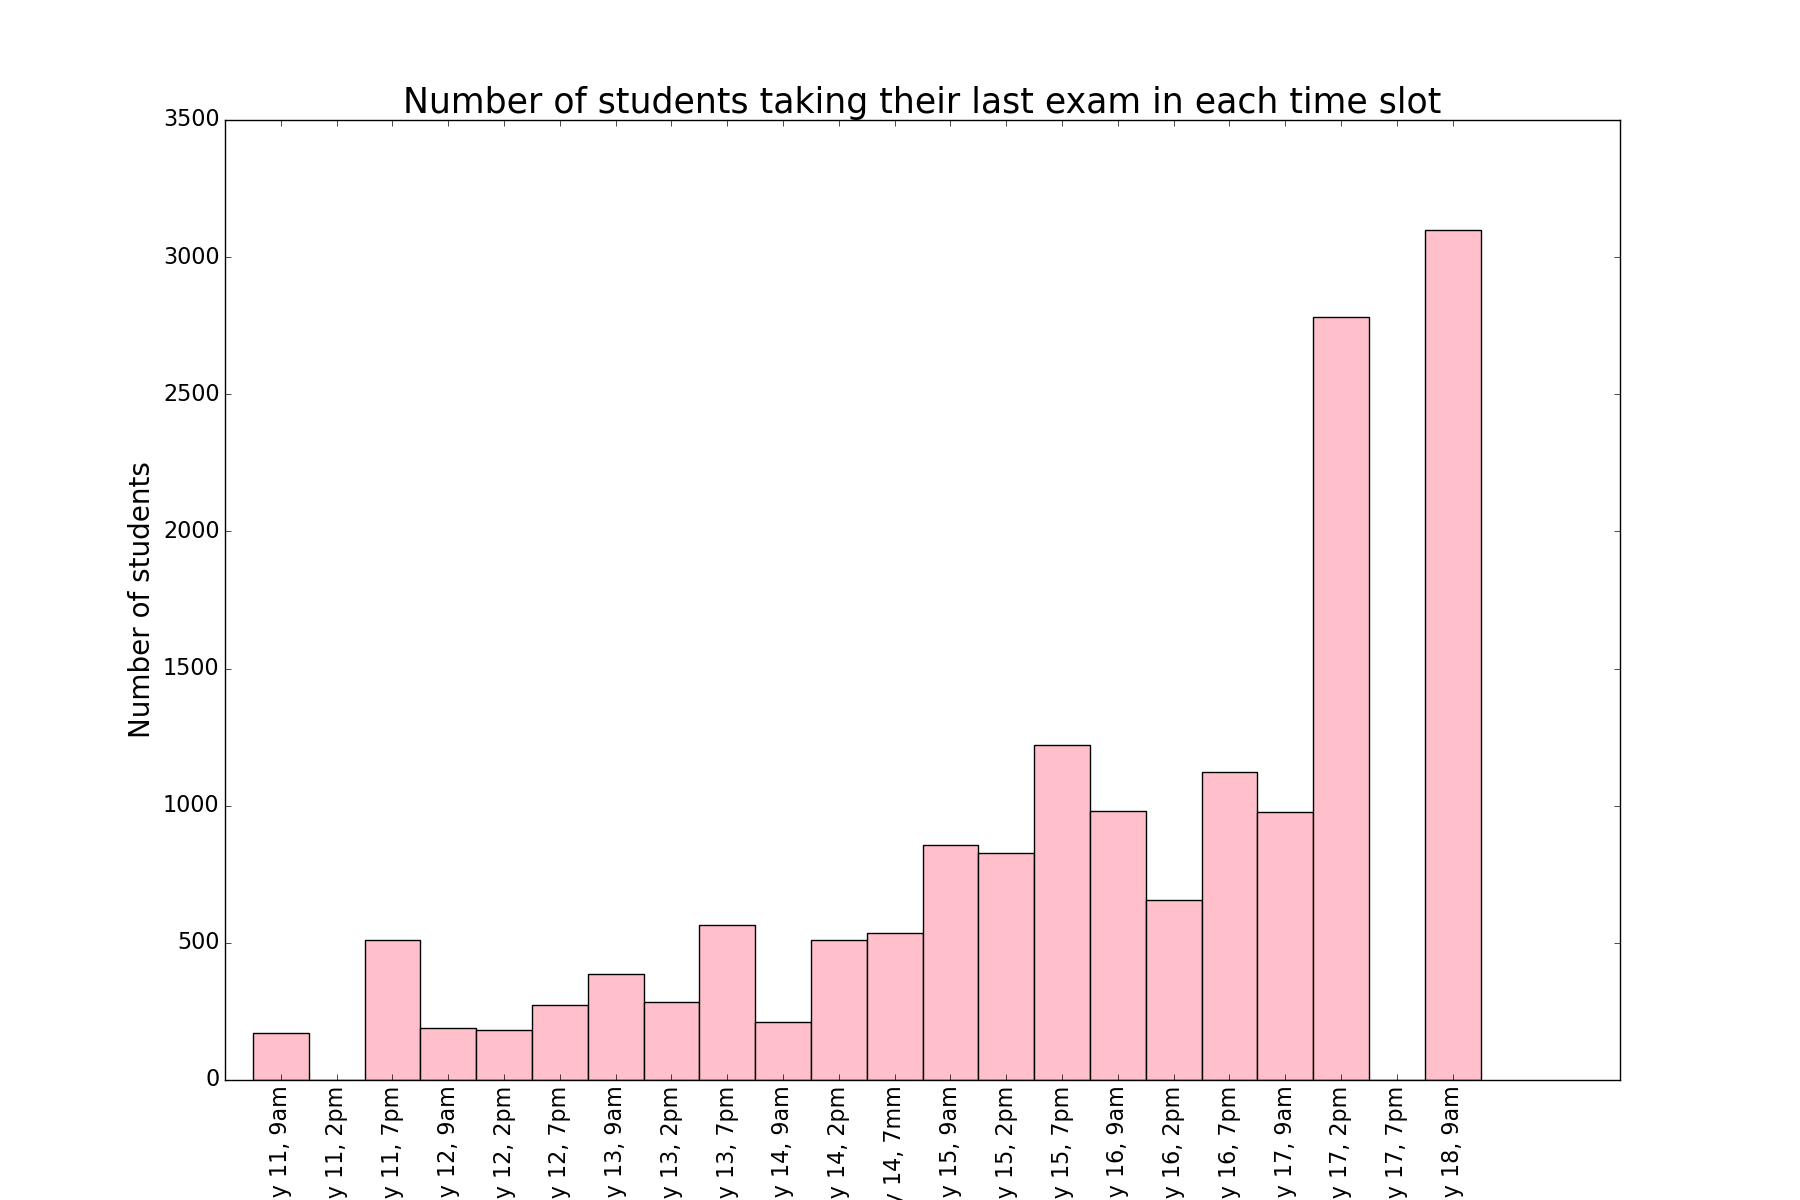 Number of students taking their last exam in each time slot
Number of students
3500
3000
2500
2000
1500
1000
500
0
y 11, 9am
y 11, 2pm
y 11, 7pm
y 12, 9am
y 12, 2pm
y 12, 7pm
y 13, 9am
y 13, 2pm
y 13, 7pm
y 14, 9am
y 14, 2pm
y 14, 7mm
y 15, 9am
y 15, 2pm
y 15, 7pm
y 16, 9am
y 16, 2pm
y 16, 7pm
y 17, 9am
y 17, 2pm
y 17, 7pm
y 18, 9am